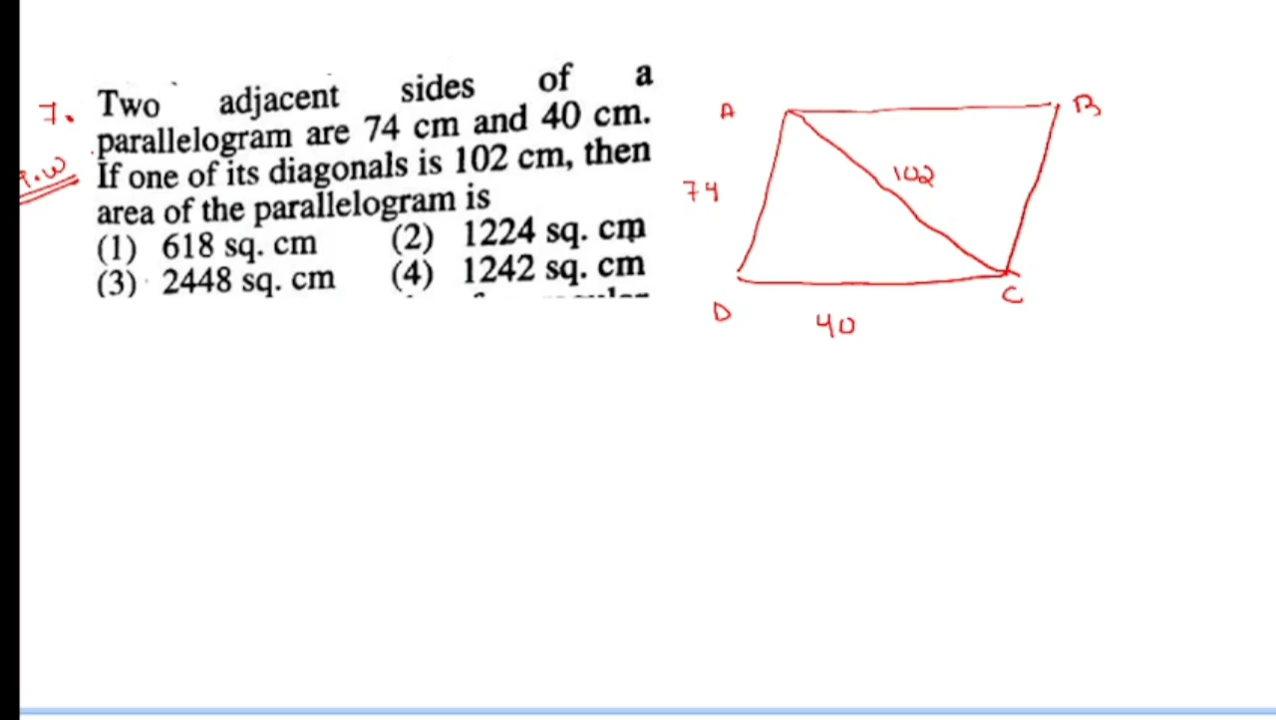 7. Two adjacent sides of a
parallelogram are 74 cm and 40 cm.
If one of its diagonals is 102 cm, then
area of the parallelogram is
(1) 618 sq. cm (2) 1224 sq. cm
(3) 2448 sq. cm (4) 1242 sq. cm
A B
102
74
D C
40